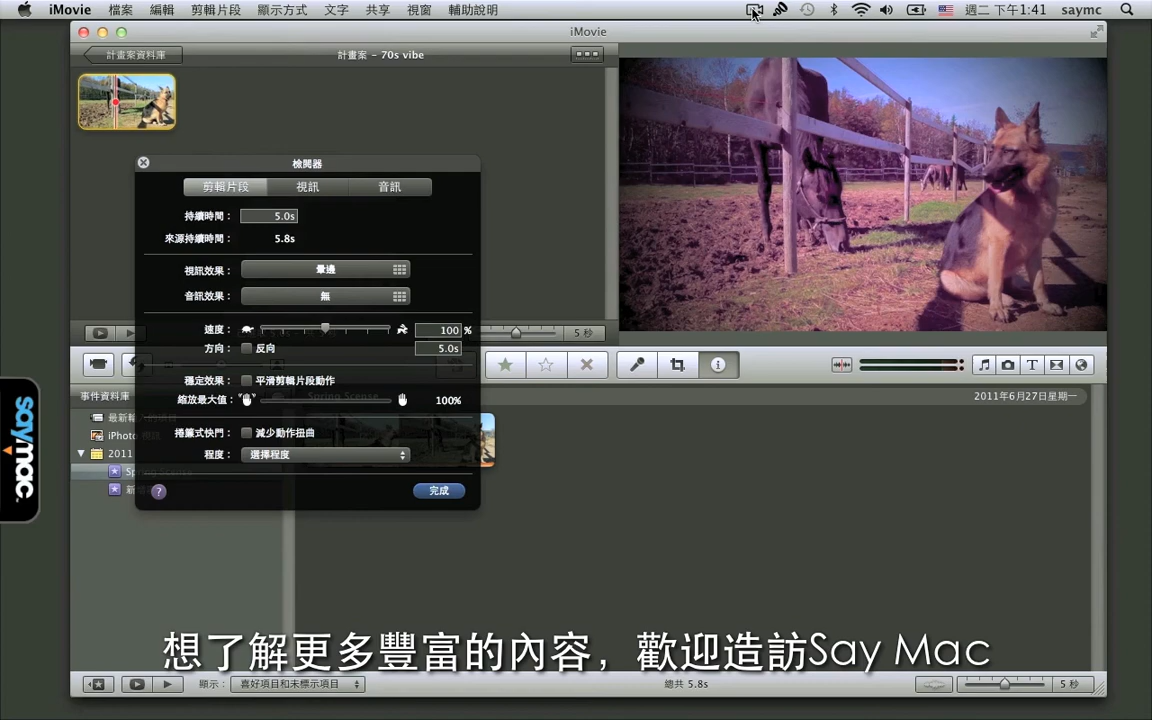 iMovie 檔案 編輯 剪輯片段 顯示方式 文字 共享 視窗 輔助說明 週二 下午1:41 saymc
iMovie
計畫案資料庫 計畫案 - 70s vibe
檢閱器
剪輯片段 視訊 音訊
持續時間： 5.0s
來源持續時間： 5.8s
視訊效果： 暈邊
音訊效果： 無
速度： 100 %
5 秒
方向： 反向 5.0s
穩定效果： 平滑剪輯片段動作
縮放最大值： 100%
捲簾式快門： 減少動作扭曲
程度： 選擇程度
? 完成
事件資料庫
2011年6月27日星期一
iPhoto
2011
saymac.
想了解更多豐富的內容，歡迎造訪Say Mac
顯示： 喜好項目和未標示項目 總共 5.8s 5 秒